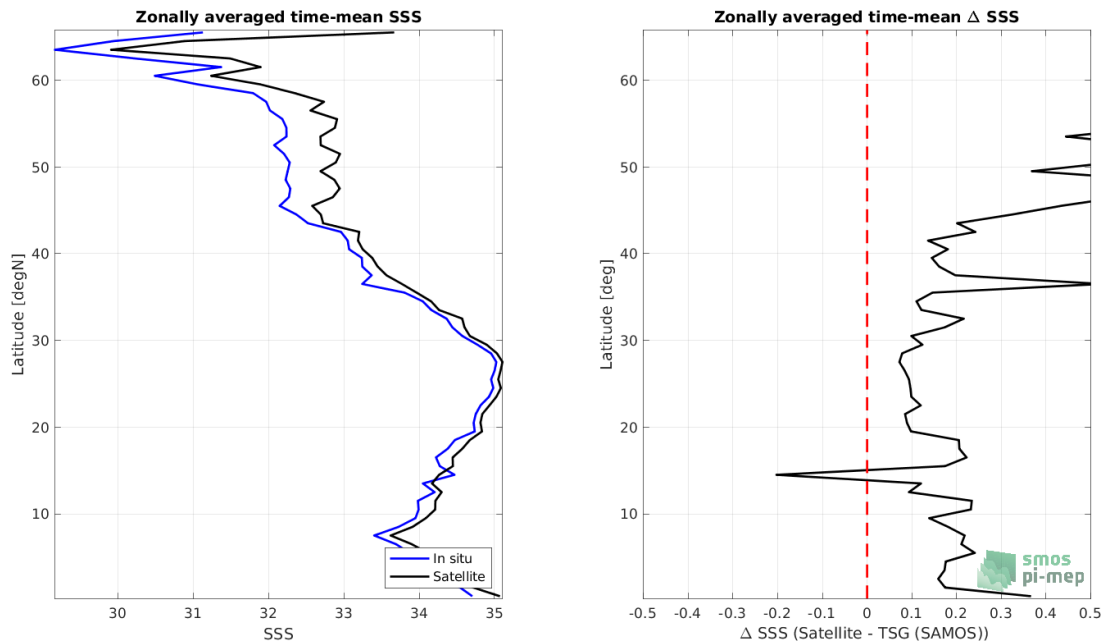 Zonally averaged time-mean SSS
Latitude [degN]
60
50
40
30
20
10
In situ
Satellite
30
31
32
33
34
35
SSS
Zonally averaged time-mean Δ SSS
Latitude [deg]
60
50
40
30
20
10
smos
pi-mep
-0.5
-0.4
-0.3
-0.2
-0.1
0
0.1
0.2
0.3
0.4
0.5
Δ SSS (Satellite - TSG (SAMOS))